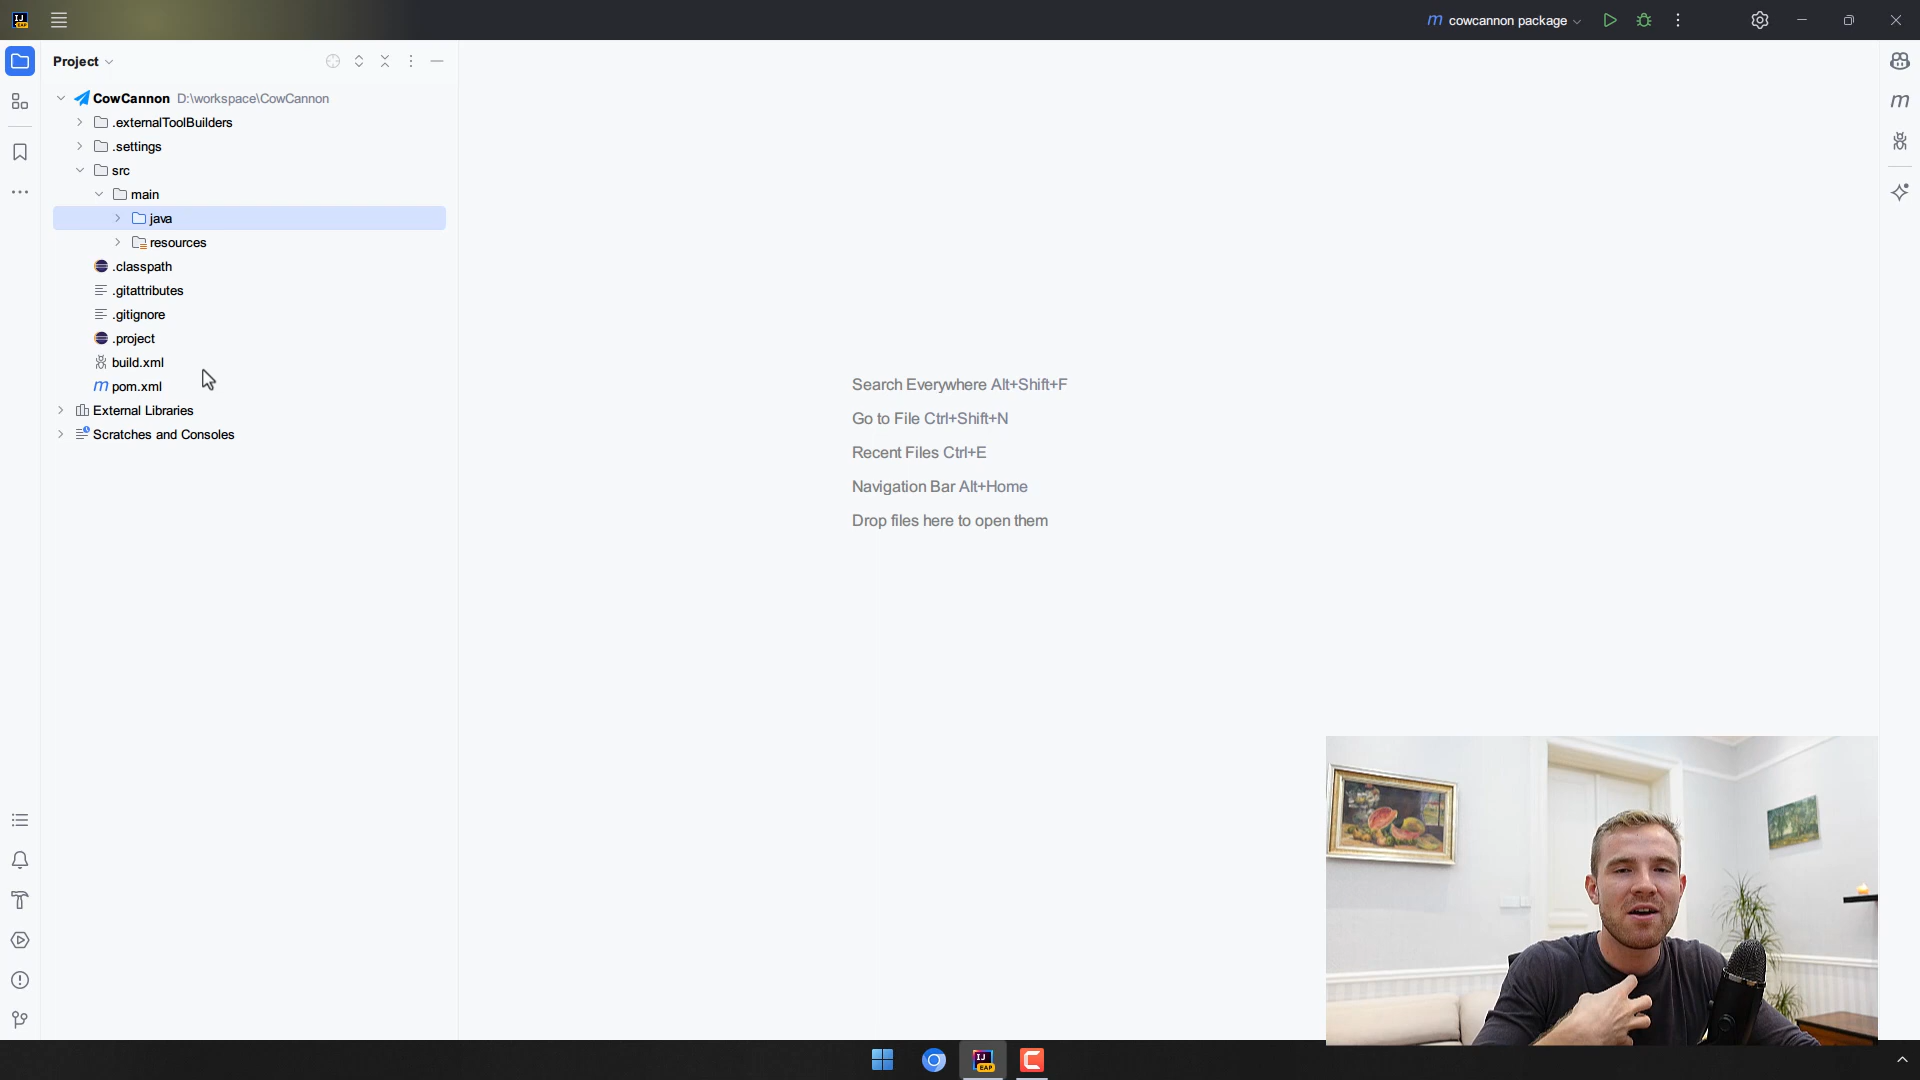 cowcannon package
Project
CowCannon D:\workspace\CowCannon
.externalToolBuilders
.settings
src
main
java
resources
.classpath
.gitattributes
.gitignore
.project
build.xml
m pom.xml
External Libraries
Scratches and Consoles
Search Everywhere Alt+Shift+F
Go to File Ctrl+Shift+N
Recent Files Ctrl+E
Navigation Bar Alt+Home
Drop files here to open them